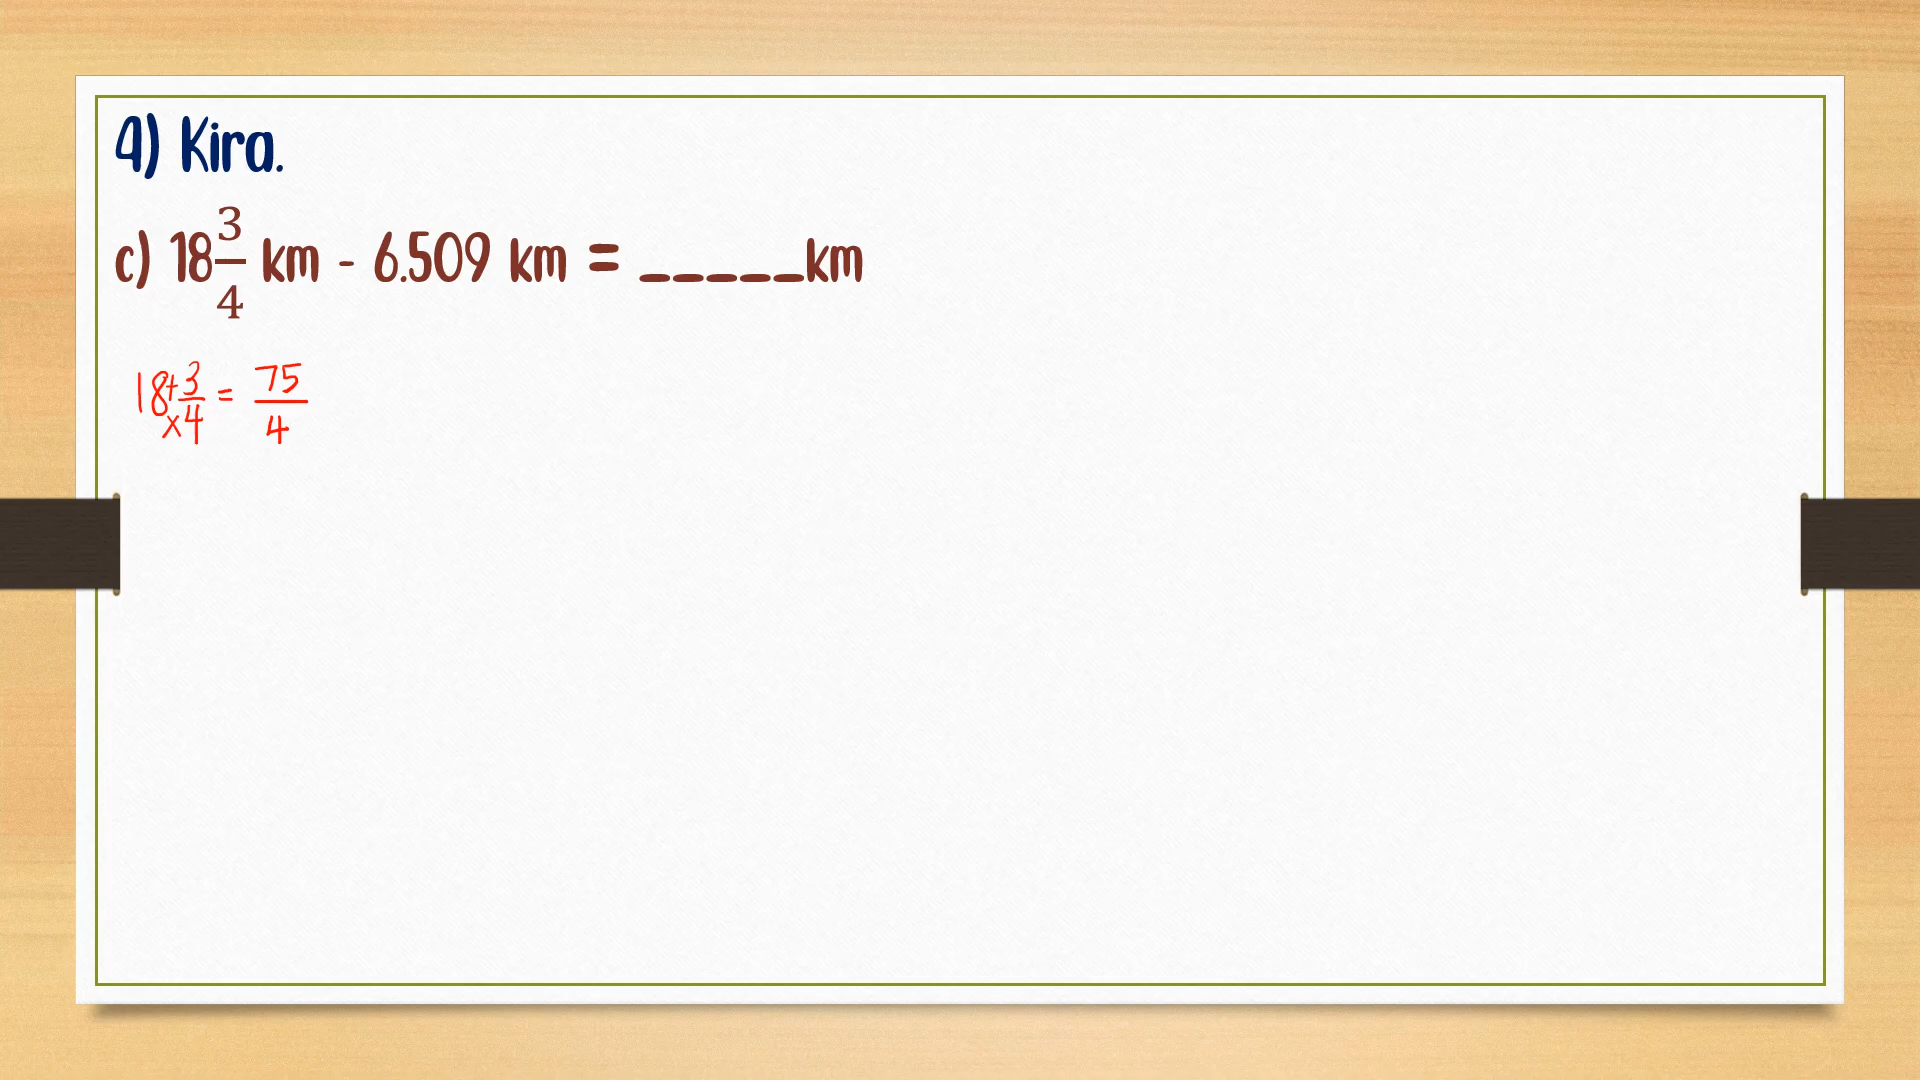 4) Kira.
c) 18 3/4 km - 6.509 km = _____km
18 + 3/×4 = 75/4